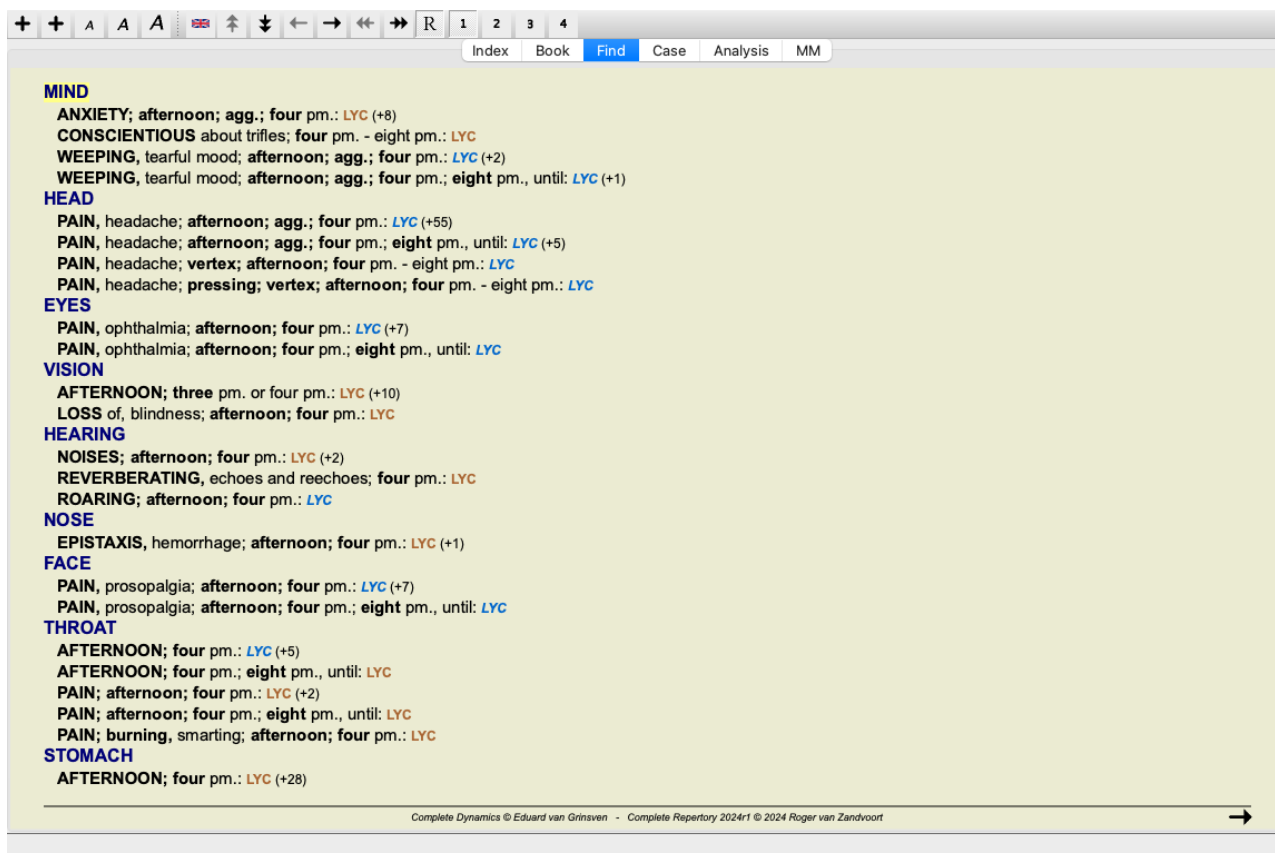 A A A R 1 2 3 4
Index Book Find Case Analysis MM
MIND
ANXIETY; afternoon; agg.; four pm.: LYC (+8)
CONSCIENTIOUS about trifles; four pm. - eight pm.: LYC
WEEPING, tearful mood; afternoon; agg.; four pm.: LYC (+2)
WEEPING, tearful mood; afternoon; agg.; four pm.; eight pm., until: LYC (+1)
HEAD
PAIN, headache; afternoon; agg.; four pm.: LYC (+55)
PAIN, headache; afternoon; agg.; four pm.; eight pm., until: LYC (+5)
PAIN, headache; vertex; afternoon; four pm. - eight pm.: LYC
PAIN, headache; pressing; vertex; afternoon; four pm. - eight pm.: LYC
EYES
PAIN, ophthalmia; afternoon; four pm.: LYC (+7)
PAIN, ophthalmia; afternoon; four pm.; eight pm., until: LYC
VISION
AFTERNOON; three pm. or four pm.: LYC (+10)
LOSS of, blindness; afternoon; four pm.: LYC
HEARING
NOISES; afternoon; four pm.: LYC (+2)
REVERBERATING, echoes and reechoes; four pm.: LYC
ROARING; afternoon; four pm.: LYC
NOSE
EPISTAXIS, hemorrhage; afternoon; four pm.: LYC (+1)
FACE
PAIN, prosopalgia; afternoon; four pm.: LYC (+7)
PAIN, prosopalgia; afternoon; four pm.; eight pm., until: LYC
THROAT
AFTERNOON; four pm.: LYC (+5)
AFTERNOON; four pm.; eight pm., until: LYC
PAIN; afternoon; four pm.: LYC (+2)
PAIN; afternoon; four pm.; eight pm., until: LYC
PAIN; burning, smarting; afternoon; four pm.: LYC
STOMACH
AFTERNOON; four pm.: LYC (+28)
Complete Dynamics © Eduard van Grinsven - Complete Repertory 2024r1 © 2024 Roger van Zandvoort